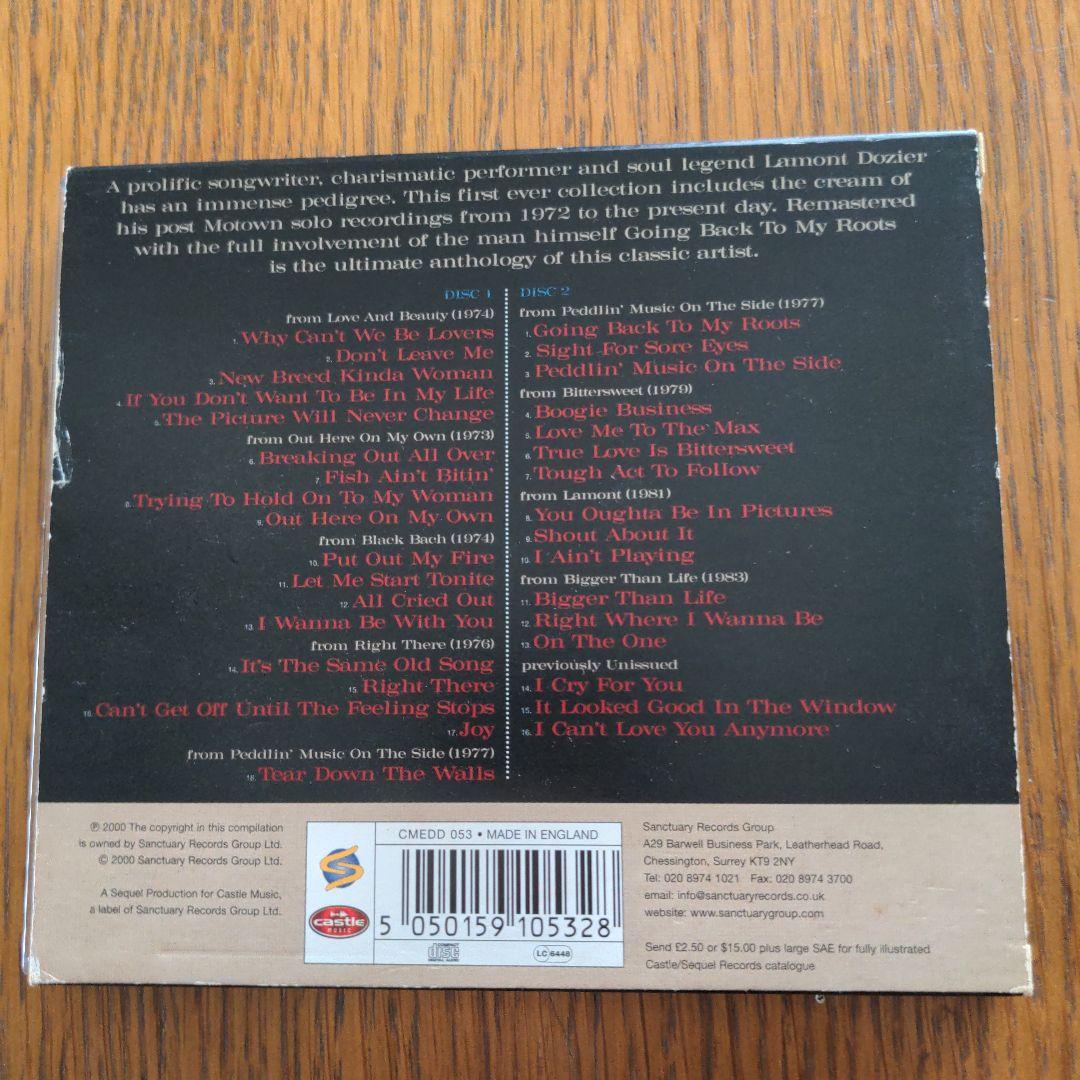 A prolific songwriter, charismatic performer and soul legend Lamont Dozier
has an immense pedigree. This first ever collection includes the cream of
his post Motown solo recordings from 1972 to the present day. Remastered
with the full involvement of the man himself Going Back To My Roots
is the ultimate anthology of this classic artist.
DISC 1
from Love And Beauty (1974)
1. Why Can't We Be Lovers
2. Don't Leave Me
3. New Breed Kinda Woman
4. If You Don't Want To Be In My Life
5. The Picture Will Never Change
from Out Here On My Own (1973)
6. Breaking Out All Over
7. Fish Ain't Bitin'
8. Trying To Hold On To My Woman
9. Out Here On My Own
from Black Bach (1974)
10. Put Out My Fire
11. Let Me Start Tonite
12. All Cried Out
13. I Wanna Be With You
from Right There (1976)
14. It's The Same Old Song
15. Right There
16. Can't Get Off Until The Feeling Stops
17. Joy
from Peddlin' Music On The Side (1977)
18. Tear Down The Walls
DISC 2
from Peddlin' Music On The Side (1977)
1. Going Back To My Roots
2. Sight For Sore Eyes
3. Peddlin' Music On The Side
from Bittersweet (1979)
4. Boogie Business
5. Love Me To The Max
6. True Love Is Bittersweet
7. Tough Act To Follow
from Lamont (1981)
8. You Oughta Be In Pictures
9. Shout About It
10. I Ain't Playing
from Bigger Than Life (1983)
11. Bigger Than Life
12. Right Where I Wanna Be
13. On The One
previously Unissued
14. I Cry For You
15. It Looked Good In The Window
16. I Can't Love You Anymore
℗ 2000 The copyright in this compilation
is owned by Sanctuary Records Group Ltd.
© 2000 Sanctuary Records Group Ltd.
A Sequel Production for Castle Music,
a label of Sanctuary Records Group Ltd.
S
castle
MUSIC
CMEDD 053 • MADE IN ENGLAND
5 050159 105328
COMPACT
disc
DIGITAL AUDIO
LC 6448
Sanctuary Records Group
A29 Barwell Business Park, Leatherhead Road,
Chessington, Surrey KT9 2NY
Tel: 020 8974 1021 Fax: 020 8974 3700
email: info@sanctuaryrecords.co.uk
website: www.sanctuarygroup.com
Send £2.50 or $15.00 plus large SAE for fully illustrated
Castle/Sequel Records catalogue